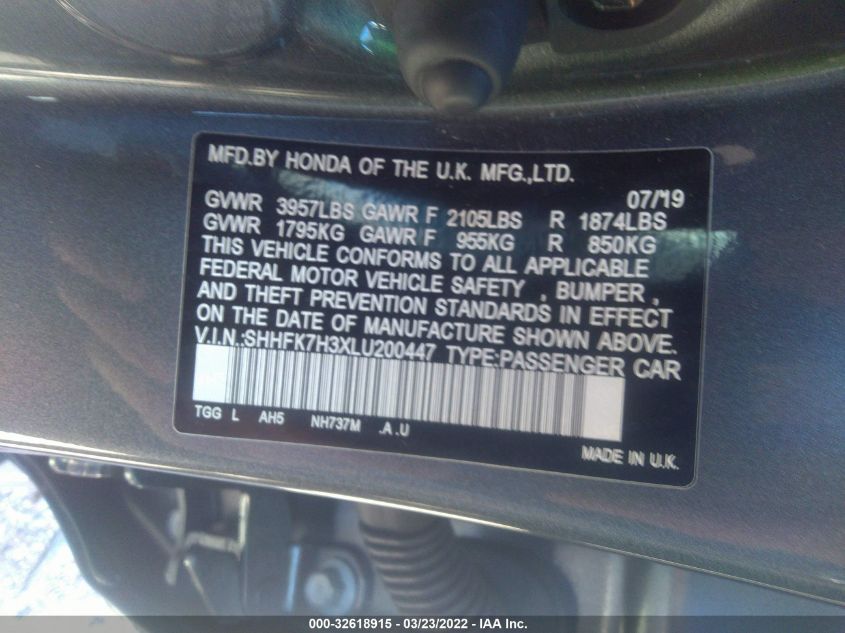 MFD.BY HONDA OF THE U.K. MFG.,LTD.
07/'19
GVWR 3957LBS GAWR F 2105LBS R 1874LBS
GVWR 1795KG GAWR F 955KG R 850KG
THIS VEHICLE CONFORMS TO ALL APPLICABLE
FEDERAL MOTOR VEHICLE SAFETY , BUMPER ,
AND THEFT PREVENTION STANDARDS IN EFFECT
ON THE DATE OF MANUFACTURE SHOWN ABOVE.
V.I.N.:SHHFK7H3XLU200447 TYPE:PASSENGER CAR
TGG L AH5 NH737M .A .U
MADE IN U.K.
000-32618915 - 03/23/2022 - IAA Inc.